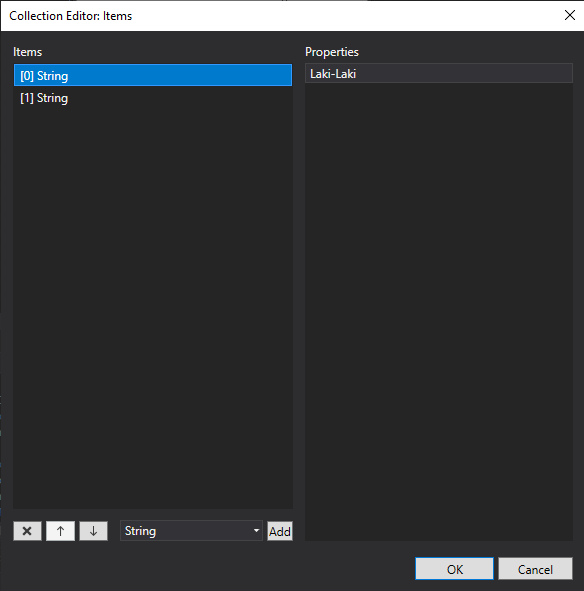 Collection Editor: Items
Items
Properties
[0] String
Laki-Laki
[1] String
String
Add
OK
Cancel